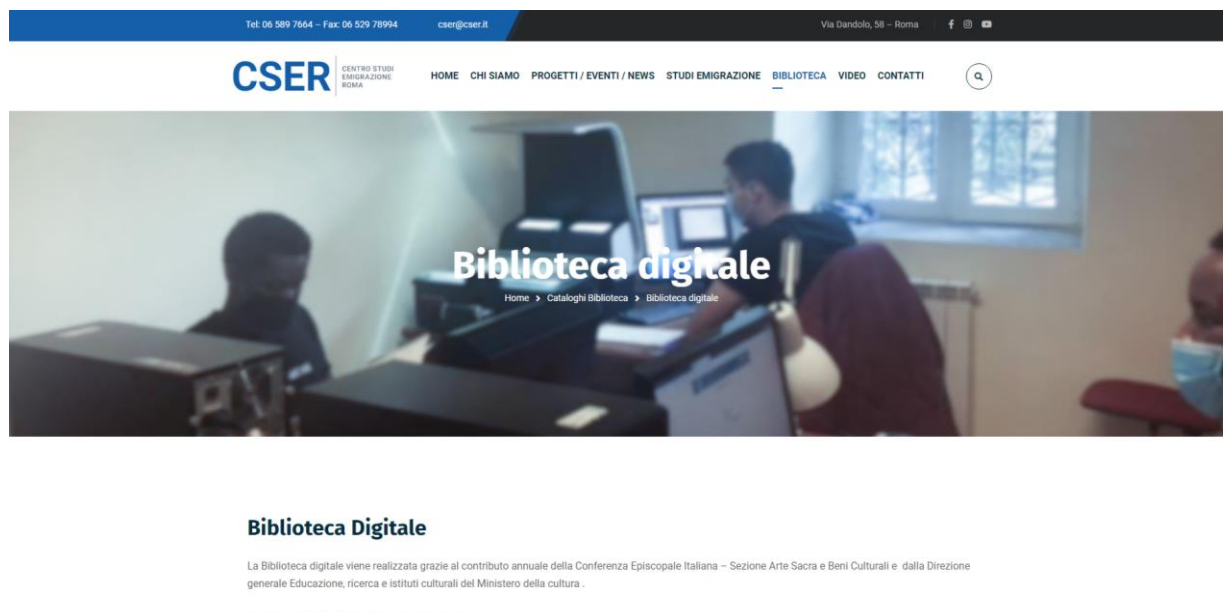 Tel: 06 589 7664 – Fax: 06 529 78994 cser@cser.it Via Dandolo, 58 – Roma
CSER
CENTRO STUDI
EMIGRAZIONE
ROMA
HOME CHI SIAMO PROGETTI / EVENTI / NEWS STUDI EMIGRAZIONE BIBLIOTECA VIDEO CONTATTI
Biblioteca digitale
Home > Cataloghi Biblioteca > Biblioteca digitale
Biblioteca Digitale
La Biblioteca digitale viene realizzata grazie al contributo annuale della Conferenza Episcopale Italiana – Sezione Arte Sacra e Beni Culturali e dalla Direzione
generale Educazione, ricerca e istituti culturali del Ministero della cultura .